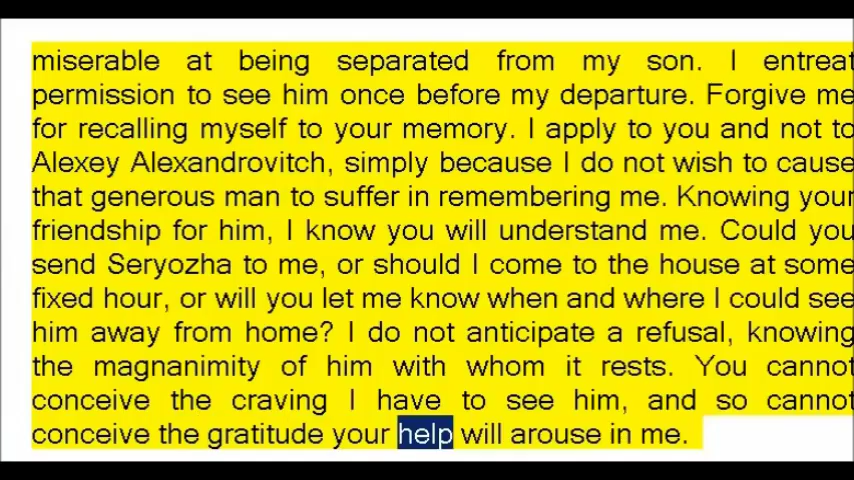 miserable at being separated from my son. I entreat
permission to see him once before my departure. Forgive me
for recalling myself to your memory. I apply to you and not to
Alexey Alexandrovitch, simply because I do not wish to cause
that generous man to suffer in remembering me. Knowing your
friendship for him, I know you will understand me. Could you
send Seryozha to me, or should I come to the house at some
fixed hour, or will you let me know when and where I could see
him away from home? I do not anticipate a refusal, knowing
the magnanimity of him with whom it rests. You cannot
conceive the craving I have to see him, and so cannot
conceive the gratitude your help will arouse in me.